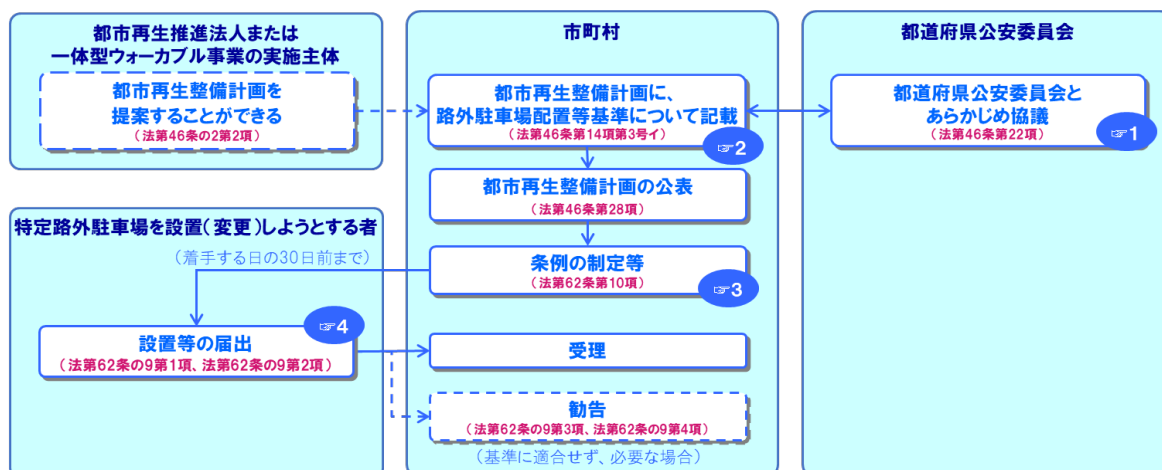 都市再生推進法人または
一体型ウォーカブル事業の実施主体
都市再生整備計画を
提案することができる
(法第46条の2第2項)
市町村
都市再生整備計画に、
路外駐車場配置等基準について記載
(法第46条第14項第3号イ)
☞2
都道府県公安委員会
都道府県公安委員会と
あらかじめ協議
(法第46条第22項)
☞1
都市再生整備計画の公表
(法第46条第28項)
特定路外駐車場を設置(変更)しようとする者
(着手する日の30日前まで)
条例の制定等
(法第62条第10項)
☞3
☞4
設置等の届出
(法第62条の9第1項、法第62条の9第2項)
受理
勧告
(法第62条の9第3項、法第62条の9第4項)
(基準に適合せず、必要な場合)